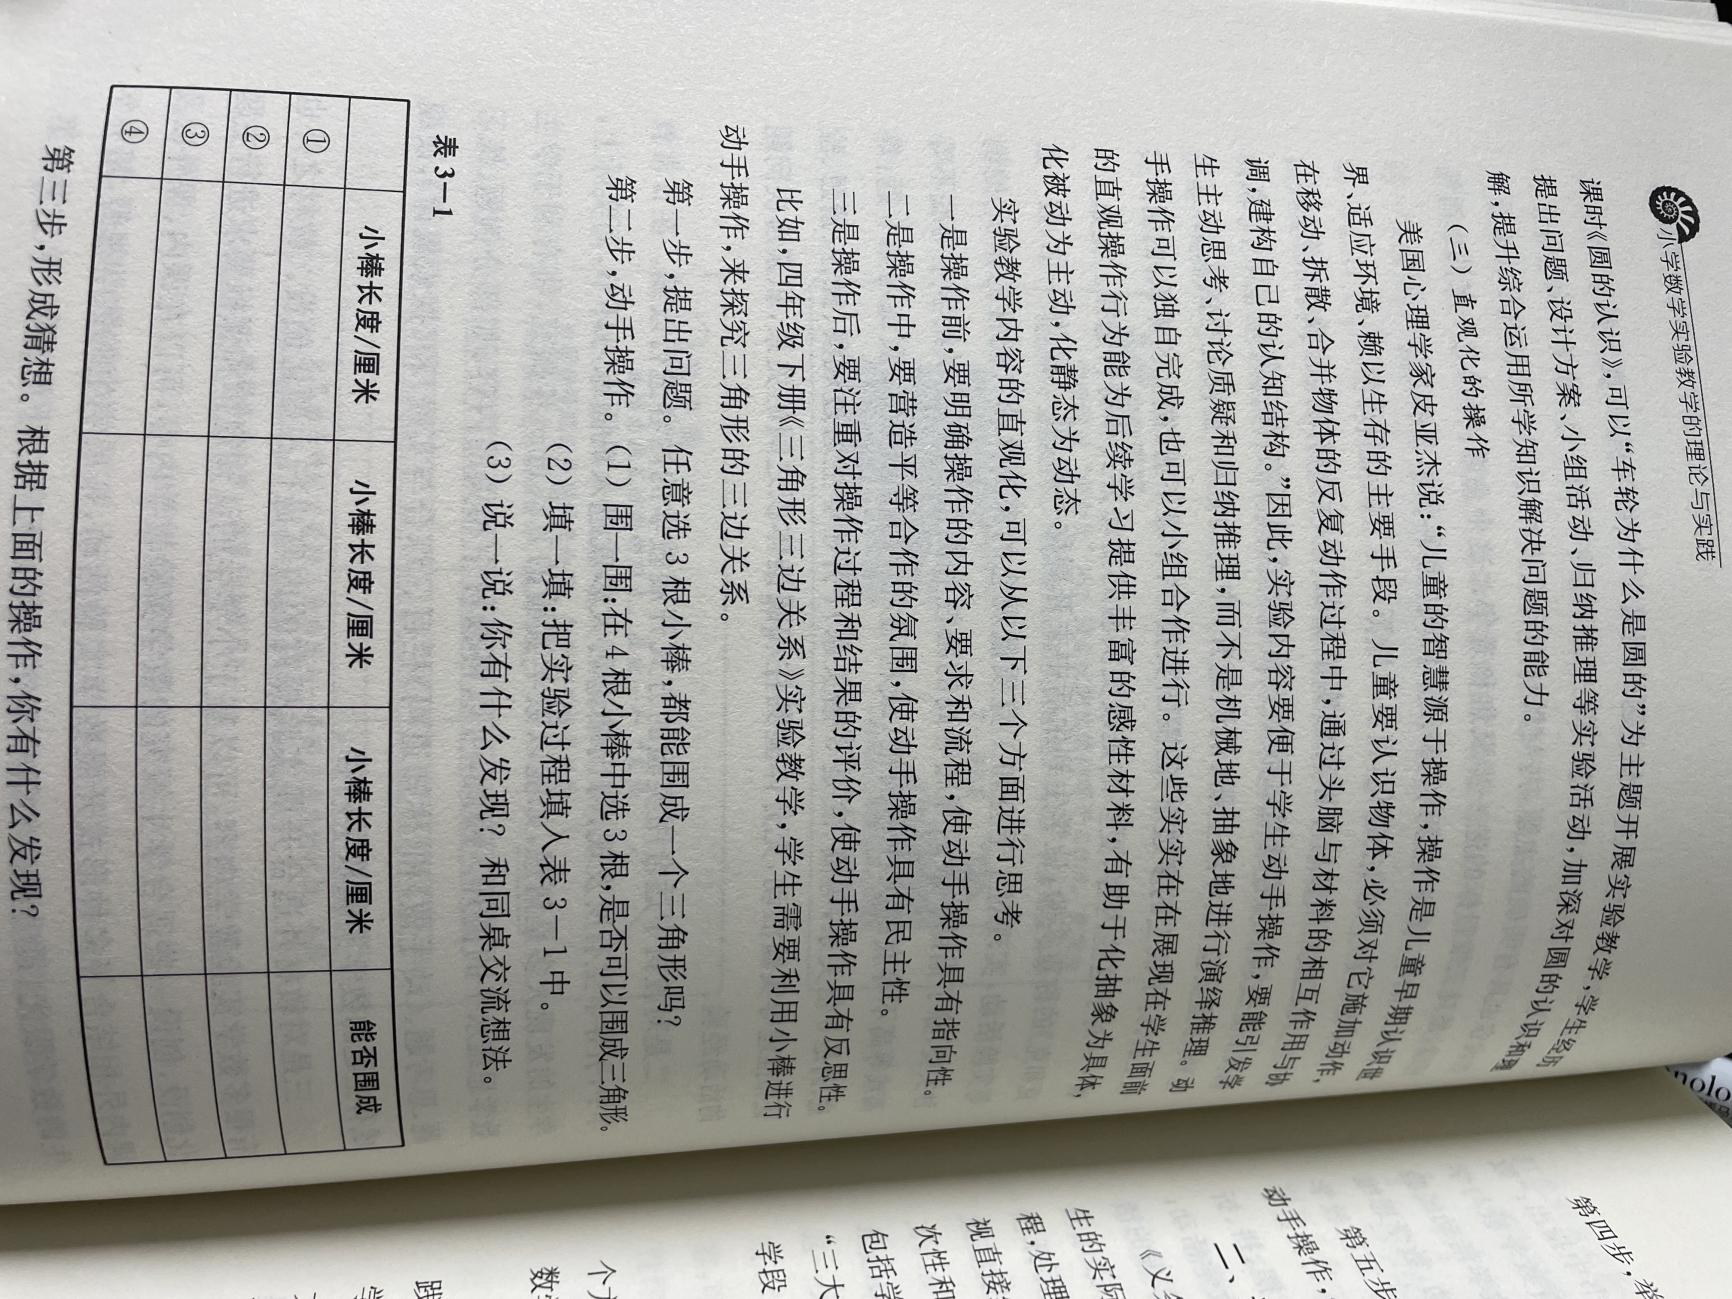 小学数学实验教学的理论与实践
课时《圆的认识》,可以“车轮为什么是圆的”为主题开展实验教学,学生经历
提出问题、设计方案、小组活动、归纳推理等实验活动,加深对圆的认识和理
解,提升综合运用所学知识解决问题的能力。
(三)直观化的操作
美国心理学家皮亚杰说:“儿童的智慧源于操作,操作是儿童早期认识世
界、适应环境、赖以生存的主要手段。儿童要认识物体,必须对它施加动作,
在移动、拆散、合并物体的反复动作过程中,通过头脑与材料的相互作用与协
调,建构自己的认知结构。”因此,实验内容要便于学生动手操作,要能引发学
生主动思考、讨论质疑和归纳推理,而不是机械地、抽象地进行演绎推理。动
手操作可以独自完成,也可以小组合作进行。这些实实在在展现在学生面前
的直观操作行为能为后续学习提供丰富的感性材料,有助于化抽象为具体,
化被动为主动,化静态为动态。
实验教学内容的直观化,可以从以下三个方面进行思考。
一是操作前,要明确操作的内容、要求和流程,使动手操作具有指向性。
二是操作中,要营造平等合作的氛围,使动手操作具有民主性。
三是操作后,要注重对操作过程和结果的评价,使动手操作具有反思性。
比如,四年级下册《三角形三边关系》实验教学,学生需要利用小棒进行
动手操作,来探究三角形的三边关系。
第一步,提出问题。任意选 3 根小棒,都能围成一个三角形吗?
第二步,动手操作。(1)围一围:在 4 根小棒中选 3 根,是否可以围成三角形。
(2)填一填:把实验过程填入表 3-1 中。
(3)说一说:你有什么发现?和同桌交流想法。
表 3-1
小棒长度/厘米 小棒长度/厘米 小棒长度/厘米 能否围成
①
②
③
④
第三步,形成猜想。根据上面的操作,你有什么发现?
第四步,举
第五步
动手操作,
二、
《义务
生的实际
程,处理
视直接
次性和
包括学
“三大
学段
个方
数学
践
学